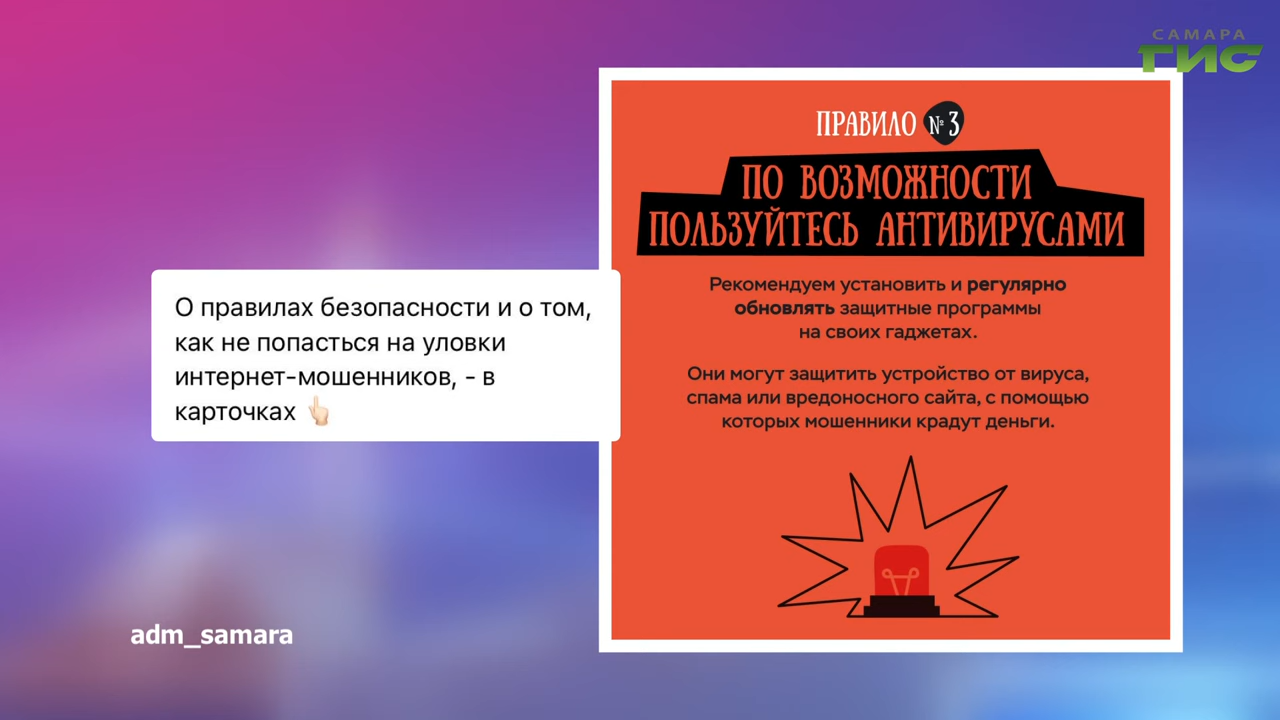 САМАРА
ГИС
О правилах безопасности и о том,
как не попасться на уловки
интернет-мошенников, - в
карточках 👆🏻
adm_samara
ПРАВИЛО № 3
ПО ВОЗМОЖНОСТИ
ПОЛЬЗУЙТЕСЬ АНТИВИРУСАМИ
Рекомендуем установить и регулярно
обновлять защитные программы
на своих гаджетах.
Они могут защитить устройство от вируса,
спама или вредоносного сайта, с помощью
которых мошенники крадут деньги.